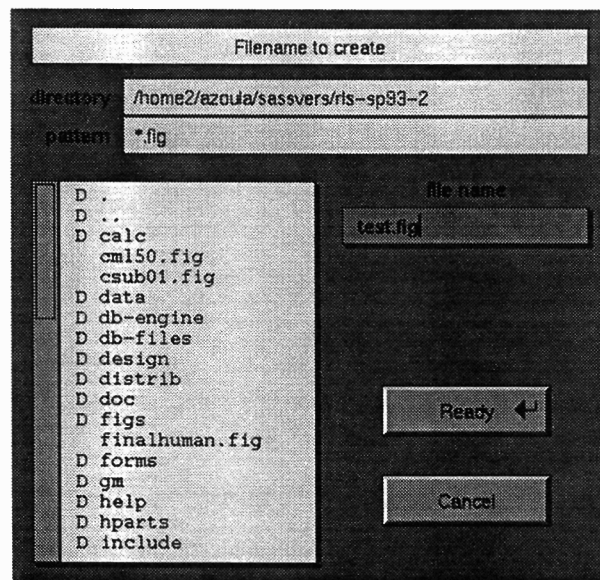 Filename to create
directory /home2/azoula/sassvers/rls-sp93-2
pattern *.fig
D .
D ..
D calc
cml50.fig
csub01.fig
D data
D db-engine
D db-files
D design
D distrib
D doc
D figs
finalhuman.fig
D forms
D gm
D help
D hparts
D include
file name
test.fig
Ready
Cancel